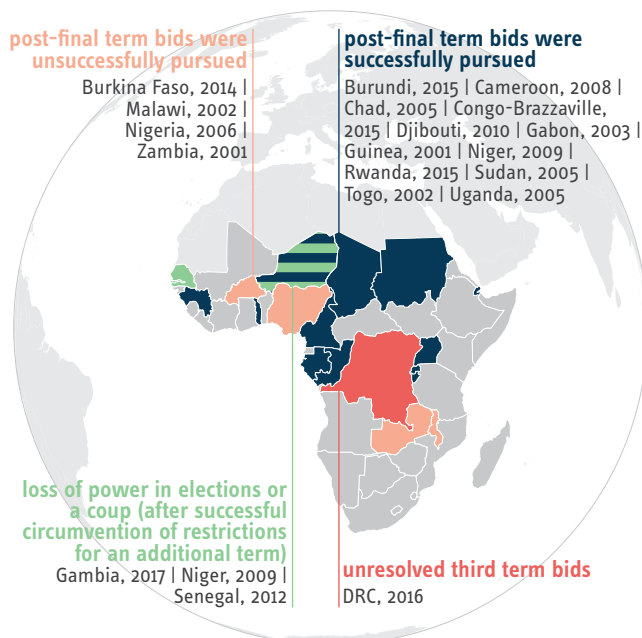 post-final term bids were
unsuccessfully pursued
Burkina Faso, 2014 |
Malawi, 2002 |
Nigeria, 2006 |
Zambia, 2001
post-final term bids were
successfully pursued
Burundi, 2015 | Cameroon, 2008 |
Chad, 2005 | Congo-Brazzaville,
2015 | Djibouti, 2010 | Gabon, 2003 |
Guinea, 2001 | Niger, 2009 |
Rwanda, 2015 | Sudan, 2005 |
Togo, 2002 | Uganda, 2005
loss of power in elections or
a coup (after successful
circumvention of restrictions
for an additional term)
Gambia, 2017 | Niger, 2009 |
Senegal, 2012
unresolved third term bids
DRC, 2016